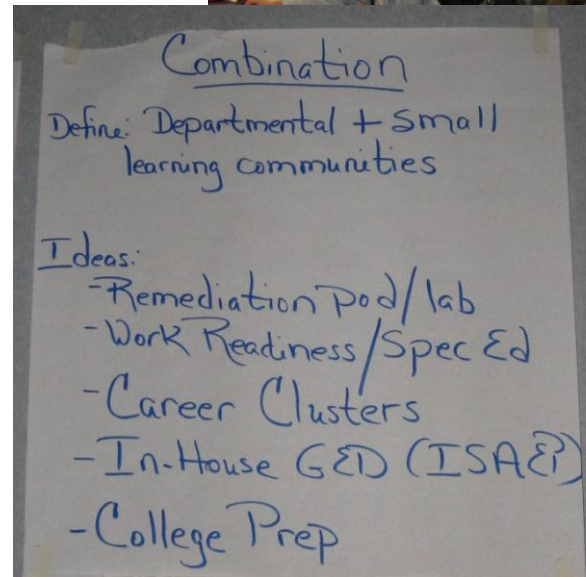 Combination
Define: Departmental + small
learning communities
Ideas:
- Remediation pod/lab
- Work Readiness/Spec Ed
- Career Clusters
- In-House GED (ISAEP)
- College Prep